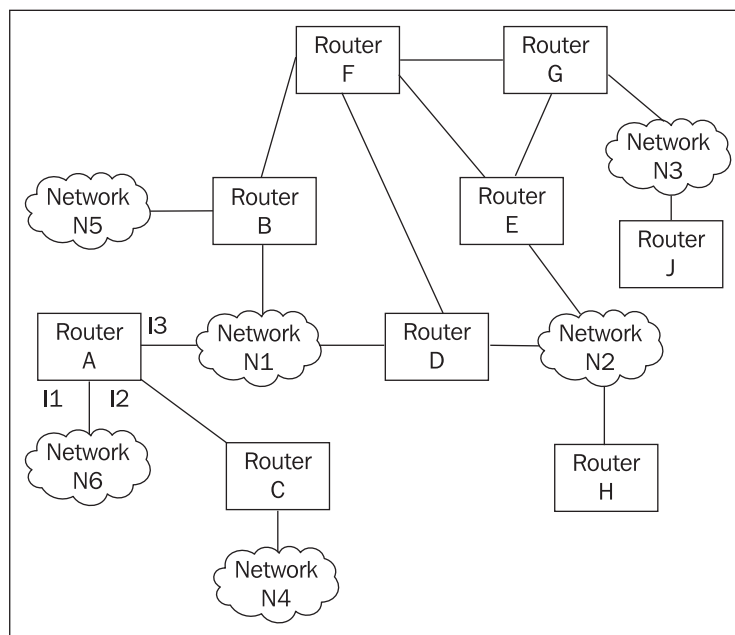 Router
F
Router
G
Network
N3
Network
N5
Router
B
Router
E
Router
J
Router
A
I3
Network
N1
Router
D
Network
N2
I1
I2
Network
N6
Router
C
Router
H
Network
N4